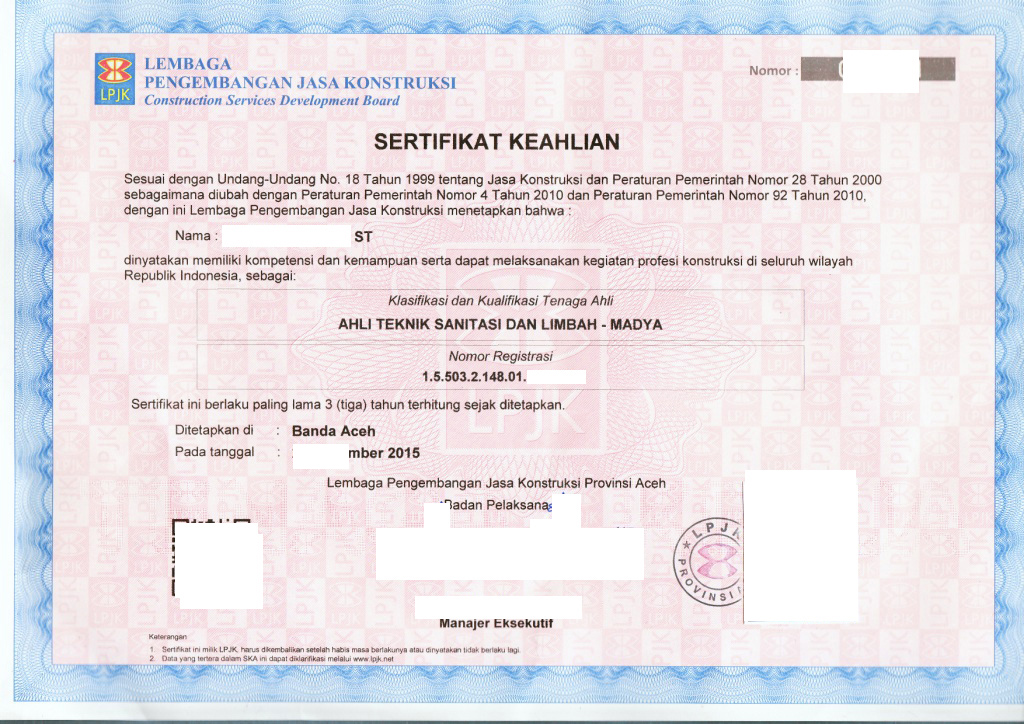 LPJK
LEMBAGA
PENGEMBANGAN JASA KONSTRUKSI
Construction Services Development Board
Nomor :
SERTIFIKAT KEAHLIAN
Sesuai dengan Undang-Undang No. 18 Tahun 1999 tentang Jasa Konstruksi dan Peraturan Pemerintah Nomor 28 Tahun 2000
sebagaimana diubah dengan Peraturan Pemerintah Nomor 4 Tahun 2010 dan Peraturan Pemerintah Nomor 92 Tahun 2010,
dengan ini Lembaga Pengembangan Jasa Konstruksi menetapkan bahwa :
Nama : ST
dinyatakan memiliki kompetensi dan kemampuan serta dapat melaksanakan kegiatan profesi konstruksi di seluruh wilayah
Republik Indonesia, sebagai:
Klasifikasi dan Kualifikasi Tenaga Ahli
AHLI TEKNIK SANITASI DAN LIMBAH - MADYA
Nomor Registrasi
1.5.503.2.148.01.
LPJK
Sertifikat ini berlaku paling lama 3 (tiga) tahun terhitung sejak ditetapkan.
Ditetapkan di : Banda Aceh
Pada tanggal : mber 2015
Lembaga Pengembangan Jasa Konstruksi Provinsi Aceh
Badan Pelaksana
LPJK
PROVINSI
Manajer Eksekutif
Keterangan
1. Sertifikat ini milik LPJK, harus dikembalikan setelah habis masa berlakunya atau dinyatakan tidak berlaku lagi.
2. Data yang tertera dalam SKA ini dapat diklarifikasi melalui www.lpjk.net